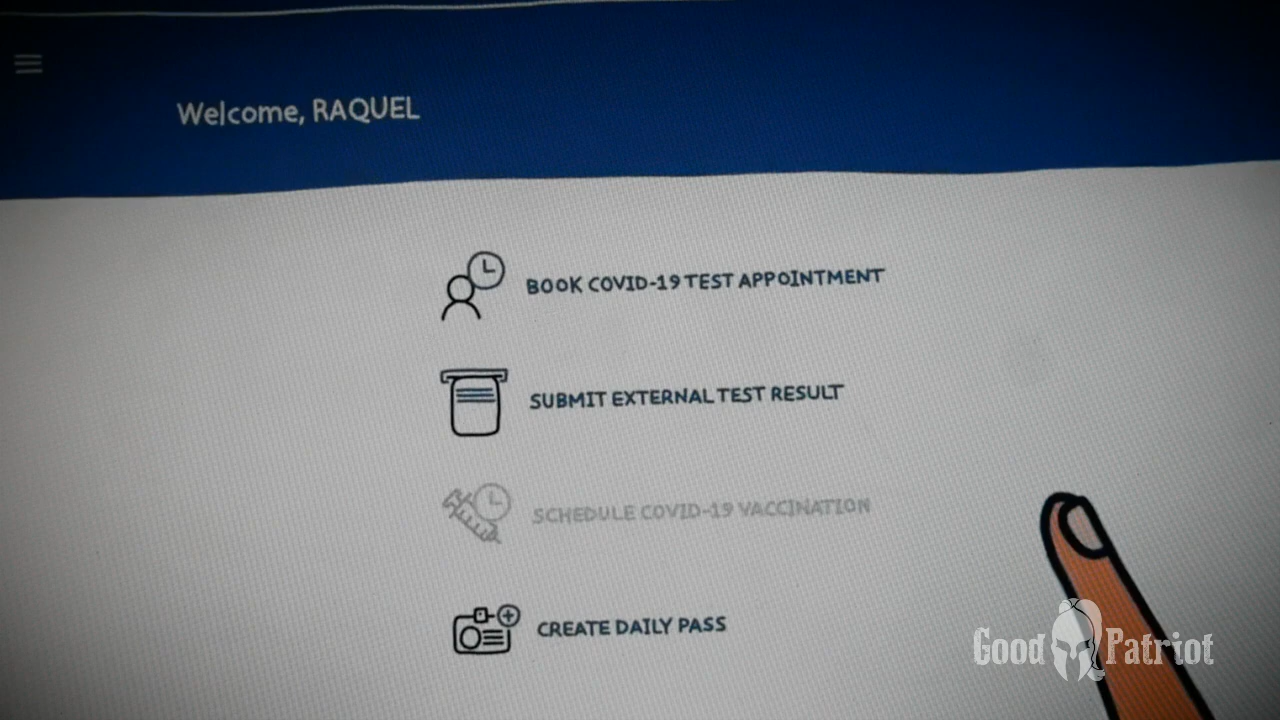 Welcome, RAQUEL
BOOK COVID-19 TEST APPOINTMENT
SUBMIT EXTERNAL TEST RESULT
SCHEDULE COVID-19 VACCINATION
CREATE DAILY PASS
Good Patriot